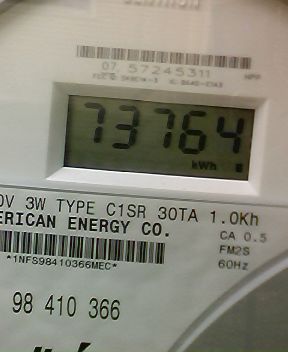 07 57245311
73764
kWh
0V 3W TYPE C1SR 30TA 1.0Kh
ERICAN ENERGY CO.
CA 0.5
*1NFS98410366MEC*
FM2S
60Hz
98 410 366